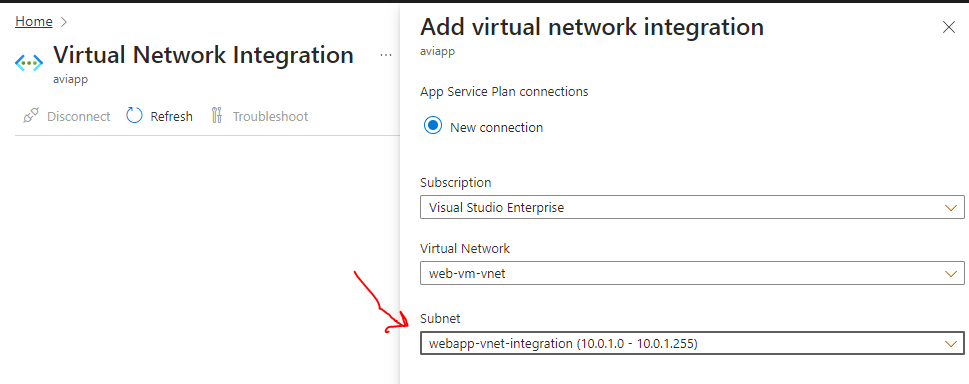 Home
Virtual Network Integration
...
aviapp
Disconnect
Refresh
Troubleshoot
Add virtual network integration
aviapp
App Service Plan connections
New connection
Subscription
Visual Studio Enterprise
Virtual Network
web-vm-vnet
Subnet
webapp-vnet-integration (10.0.1.0 - 10.0.1.255)